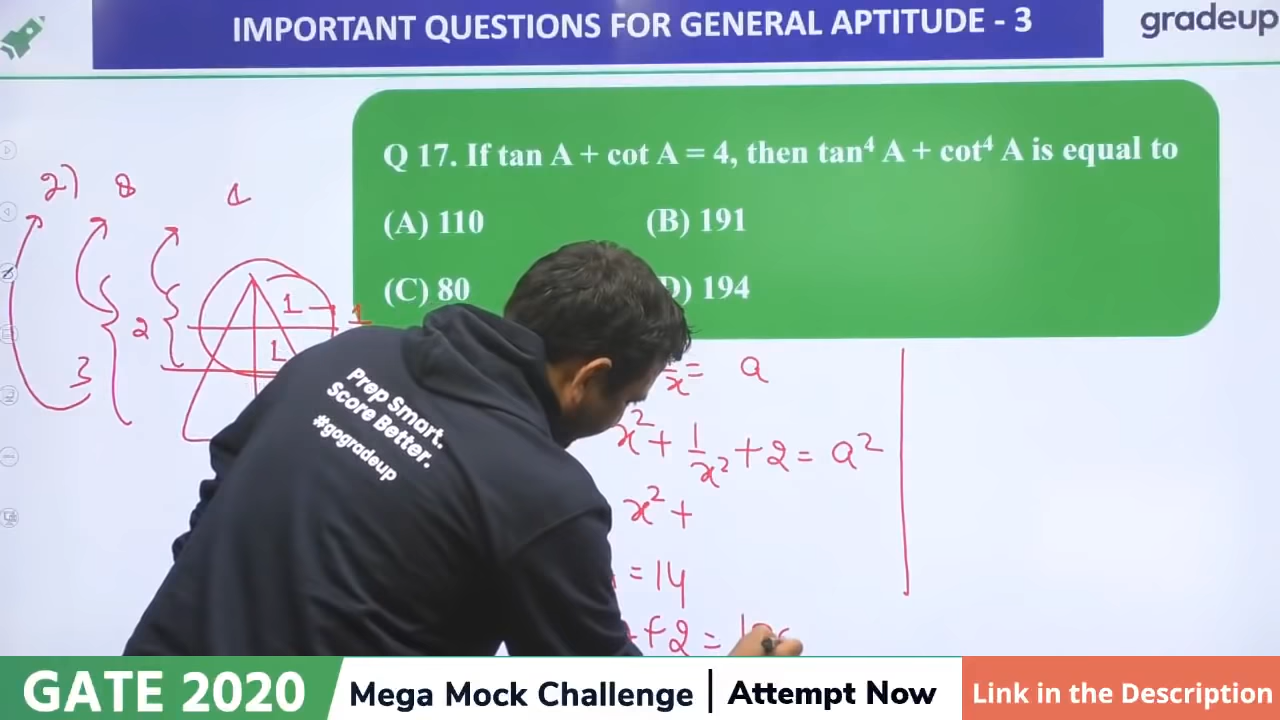 IMPORTANT QUESTIONS FOR GENERAL APTITUDE - 3
gradeup
Q 17. If tan A + cot A = 4, then tan⁴ A + cot⁴ A is equal to
(A) 110 (B) 191
(C) 80 D) 194
2) 8 1
1 1
2 1
3
x = a
x² + 1/x² + 2 = a²
x² +
= 14
+ 2 =
Prep Smart.
Score Better.
#gogradeup
GATE 2020 Mega Mock Challenge | Attempt Now Link in the Description